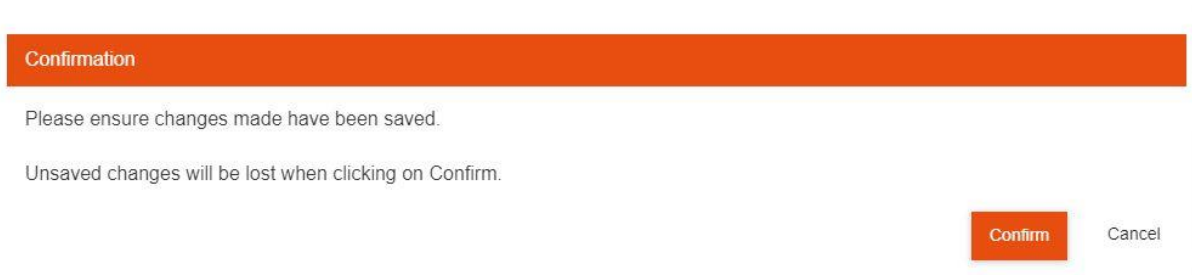 Confirmation
Please ensure changes made have been saved.
Unsaved changes will be lost when clicking on Confirm.
Confirm
Cancel